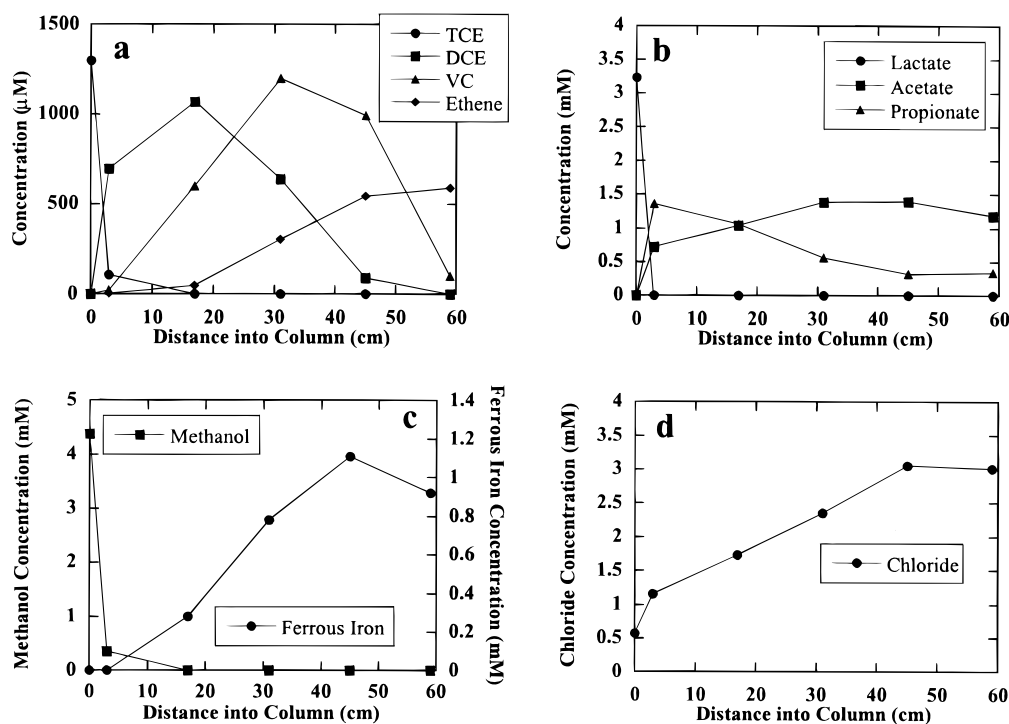 a
TCE
DCE
VC
Ethene
1500
1000
500
0
Concentration (μM)
0 10 20 30 40 50 60
Distance into Column (cm)
b
Lactate
Acetate
Propionate
4
3.5
3
2.5
2
1.5
1
0.5
0
Concentration (mM)
0 10 20 30 40 50 60
Distance into Column (cm)
c
Methanol
Ferrous Iron
5
4
3
2
1
0
Methanol Concentration (mM)
1.4
1.2
1
0.8
0.6
0.4
0.2
0
Ferrous Iron Concentration (mM)
0 10 20 30 40 50 60
Distance into Column (cm)
d
Chloride
4
3.5
3
2.5
2
1.5
1
0.5
0
Chloride Concentration (mM)
0 10 20 30 40 50 60
Distance into Column (cm)